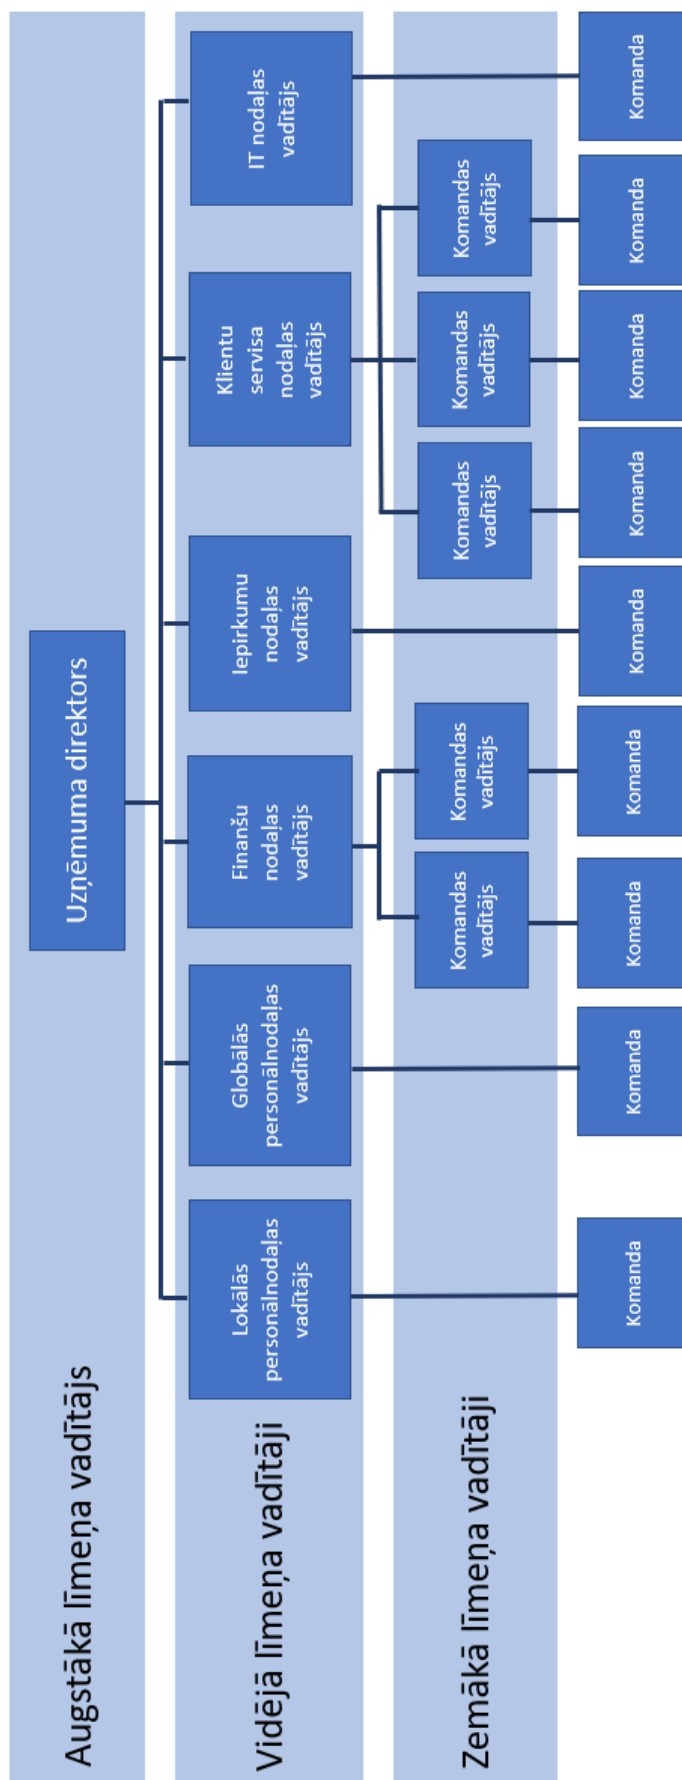 Augstākā līmeņa vadītājs
Uzņēmuma direktors
Vidējā līmeņa vadītāji
Lokālās
personālnodaļas
vadītājs
Globālās
personālnodaļas
vadītājs
Finanšu
nodaļas
vadītājs
Iepirkumu
nodaļas
vadītājs
Klientu
servisa
nodaļas
vadītājs
IT nodaļas
vadītājs
Zemākā līmeņa vadītāji
Komandas
vadītājs
Komandas
vadītājs
Komandas
vadītājs
Komandas
vadītājs
Komandas
vadītājs
Komanda
Komanda
Komanda
Komanda
Komanda
Komanda
Komanda
Komanda
Komanda